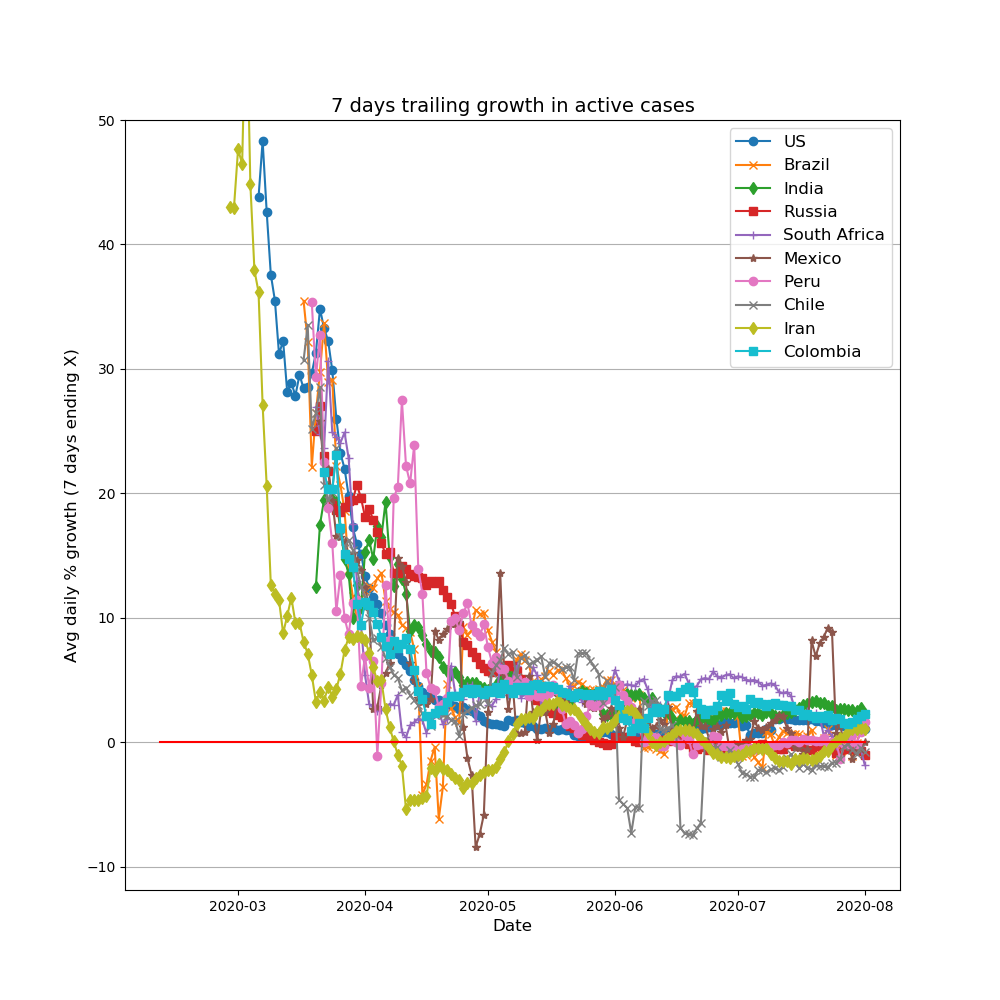 7 days trailing growth in active cases
50
40
30
20
10
0
−10
Avg daily % growth (7 days ending X)
US
Brazil
India
Russia
South Africa
Mexico
Peru
Chile
Iran
Colombia
2020-03 2020-04 2020-05 2020-06 2020-07 2020-08
Date